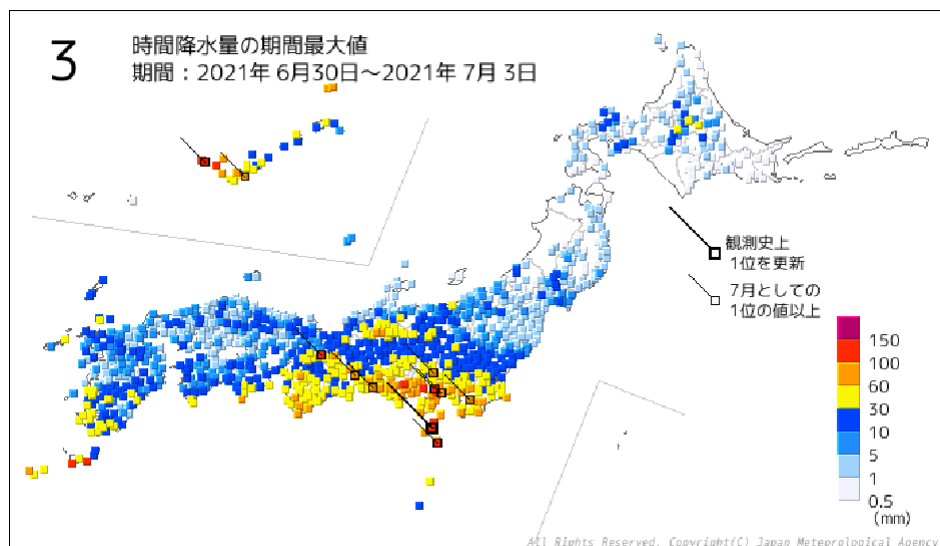 3
時間降水量の期間最大値
期間：2021年 6月30日～2021年 7月 3日
観測史上
1位を更新
7月としての
1位の値以上
150
100
60
30
10
5
1
0.5
(mm)
All Rights Reserved. Copyright(C) Japan Meteorological Agency